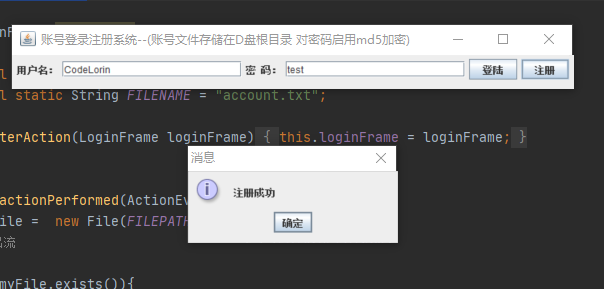 账号登录注册系统--(账号文件存储在D盘根目录 对密码启用md5加密)
用户名: CodeLorin 密 码: test 登陆 注册
l static String FILENAME = "account.txt";
terAction(LoginFrame loginFrame) { this.loginFrame = loginFrame; }
消息
注册成功
确定
actionPerformed(ActionEv
ile = new File(FILEPATH
流
myFile.exists()){